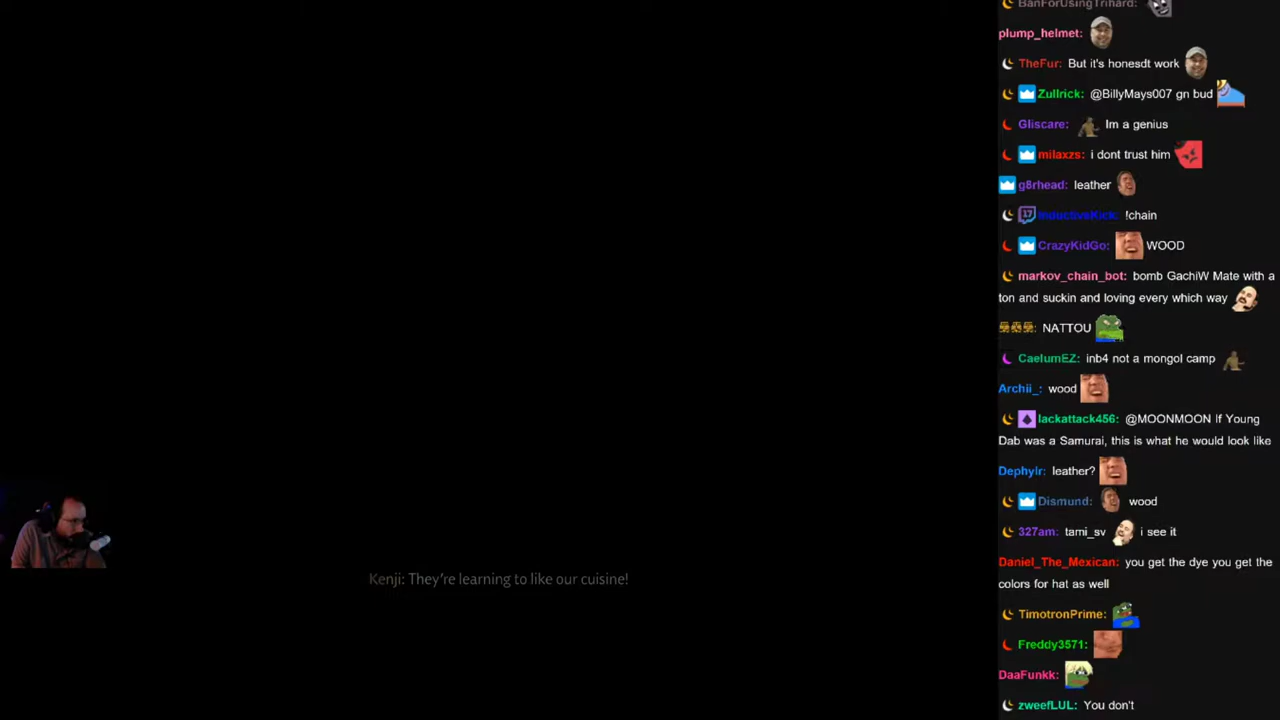 BanForUsingTrihard:
plump_helmet:
TheFur: But it's honesdt work
Zullrick: @BillyMays007 gn bud
Gliscare: Im a genius
milaxzs: i dont trust him
g8rhead: leather
InductiveKick: !chain
CrazyKidGo: WOOD
markov_chain_bot: bomb GachiW Mate with a
ton and suckin and loving every which way
NATTOU
CaelumEZ: inb4 not a mongol camp
Archii_: wood
lackattack456: @MOONMOON If Young
Dab was a Samurai, this is what he would look like
Dephylr: leather?
Dismund: wood
327am: tami_sv i see it
Daniel_The_Mexican: you get the dye you get the
colors for hat as well
Kenji: They're learning to like our cuisine!
TimotronPrime:
Freddy3571:
DaaFunkk:
zweefLUL: You don't